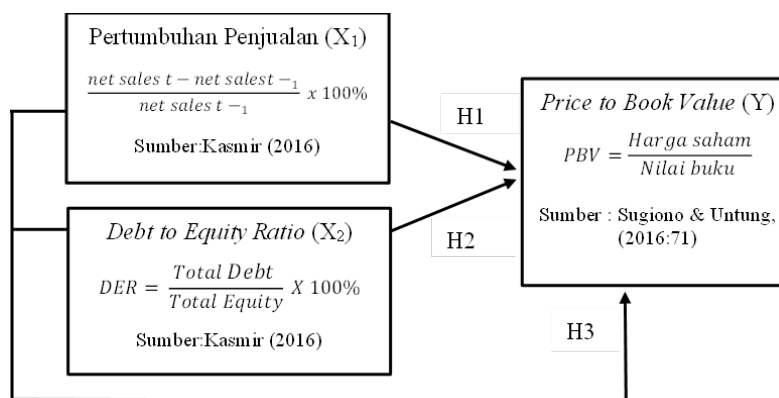 Pertumbuhan Penjualan (X₁)
net sales t − net salest −₁
net sales t −₁
x 100%
Sumber:Kasmir (2016)
H1
Debt to Equity Ratio (X₂)
DER = Total Debt
Total Equity
X 100%
Sumber:Kasmir (2016)
H2
Price to Book Value (Y)
PBV = Harga saham
Nilai buku
Sumber : Sugiono & Untung,
(2016:71)
H3